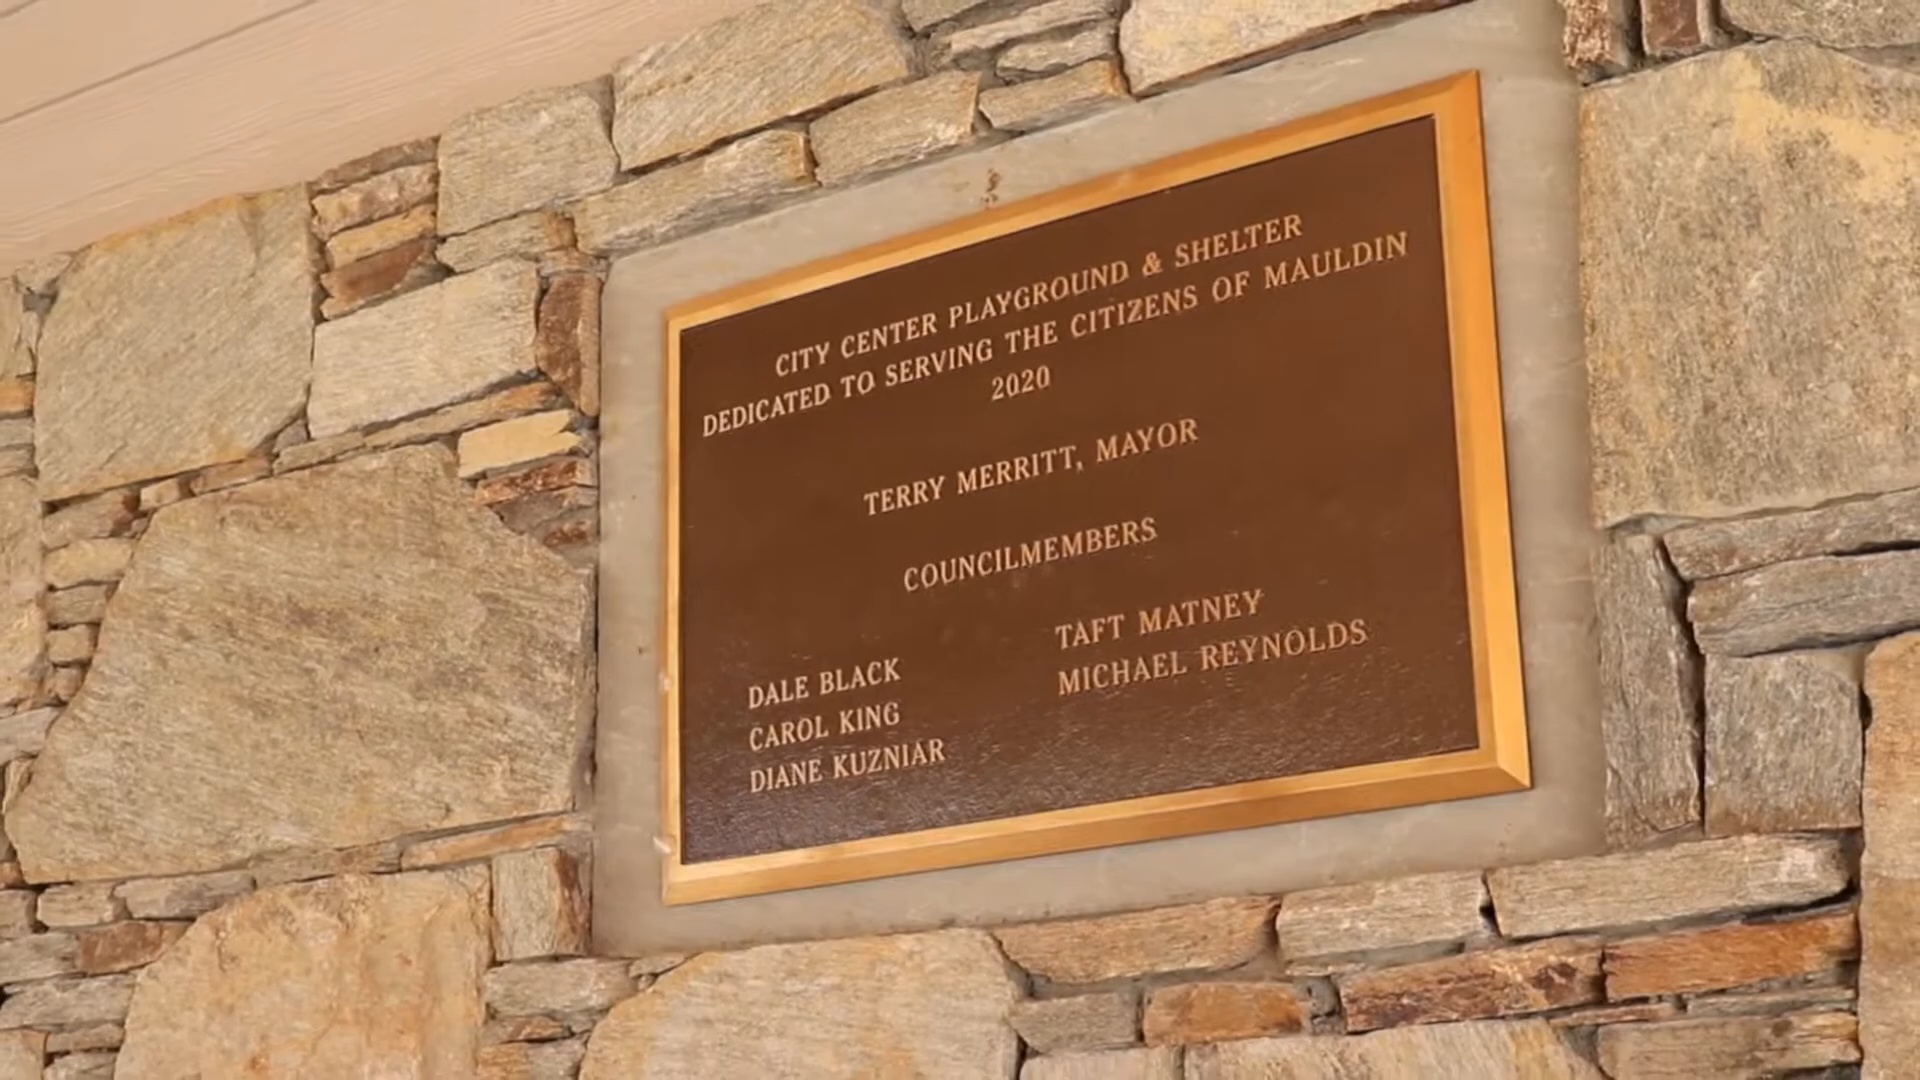 CITY CENTER PLAYGROUND & SHELTER
DEDICATED TO SERVING THE CITIZENS OF MAULDIN
2020
TERRY MERRITT, MAYOR
COUNCILMEMBERS
DALE BLACK
CAROL KING
DIANE KUZNIAR
TAFT MATNEY
MICHAEL REYNOLDS